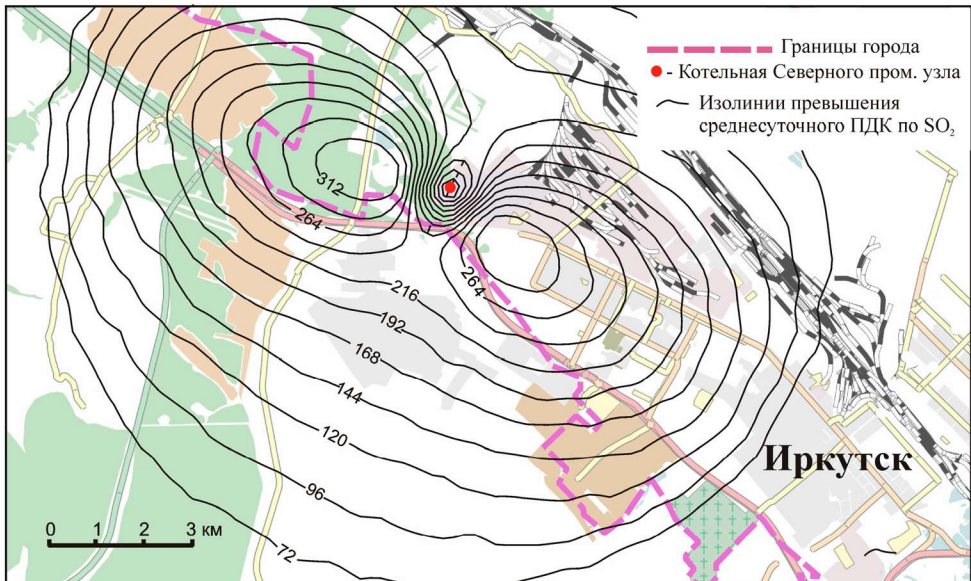 Границы города
- Котельная Северного пром. узла
Изолинии превышения
среднесуточного ПДК по SO₂
312
264
264
216
192
168
144
120
96
72
Иркутск
0 1 2 3 км